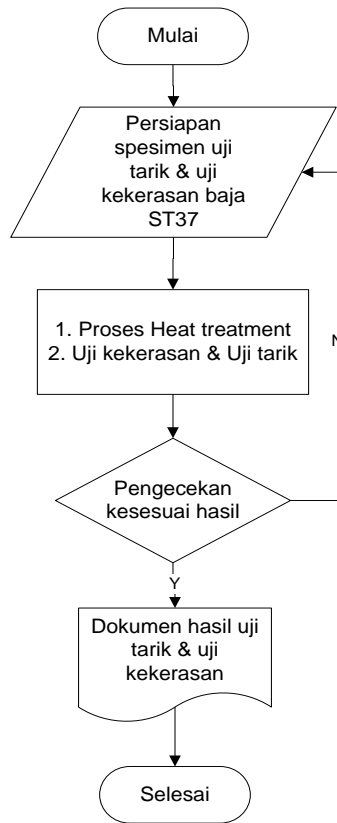 Mulai
Persiapan
spesimen uji
tarik & uji
kekerasan baja
ST37
1. Proses Heat treatment
2. Uji kekerasan & Uji tarik
N
Pengecekan
kesesuai hasil
Y
Dokumen hasil uji
tarik & uji
kekerasan
Selesai